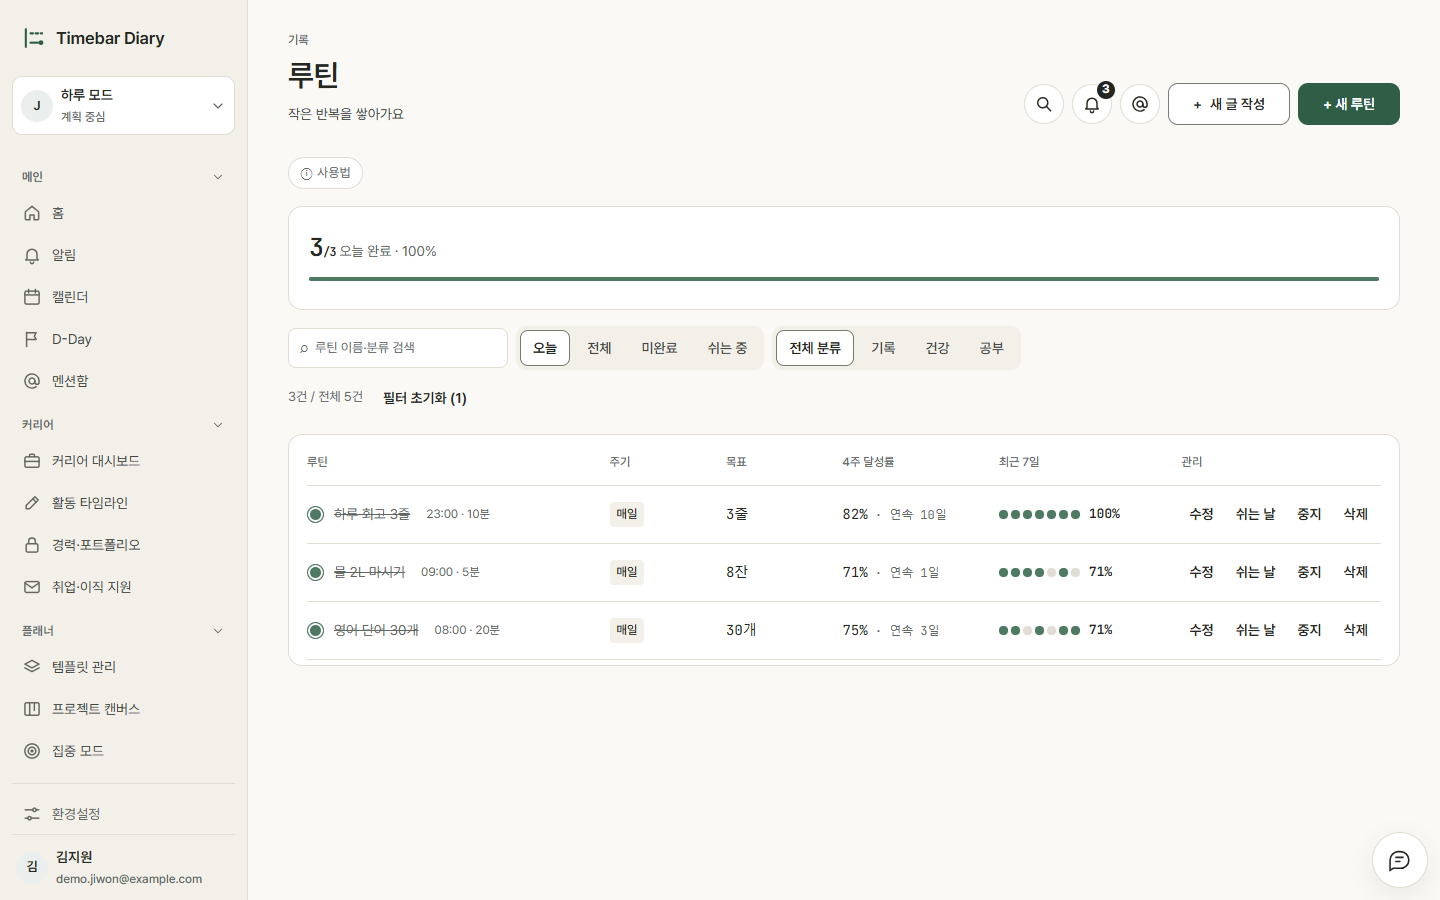 Timebar Diary
J
하루 모드
계획 중심
메인
홈
알림
캘린더
D-Day
멘션함
커리어
커리어 대시보드
활동 타임라인
경력·포트폴리오
취업·이직 지원
플래너
템플릿 관리
프로젝트 캔버스
집중 모드
환경설정
김
김지원
demo.jiwon@example.com
기록
루틴
작은 반복을 쌓아가요
3
+ 새 글 작성
+ 새 루틴
사용법
3/3 오늘 완료 · 100%
루틴 이름·분류 검색
오늘 전체 미완료 쉬는 중
전체 분류 기록 건강 공부
3건 / 전체 5건 필터 초기화 (1)
루틴 주기 목표 4주 달성률 최근 7일 관리
하루 회고 3줄 23:00 · 10분 매일 3줄 82% · 연속 10일 100% 수정 쉬는 날 중지 삭제
물 2L 마시기 09:00 · 5분 매일 8잔 71% · 연속 1일 71% 수정 쉬는 날 중지 삭제
영어 단어 30개 08:00 · 20분 매일 30개 75% · 연속 3일 71% 수정 쉬는 날 중지 삭제